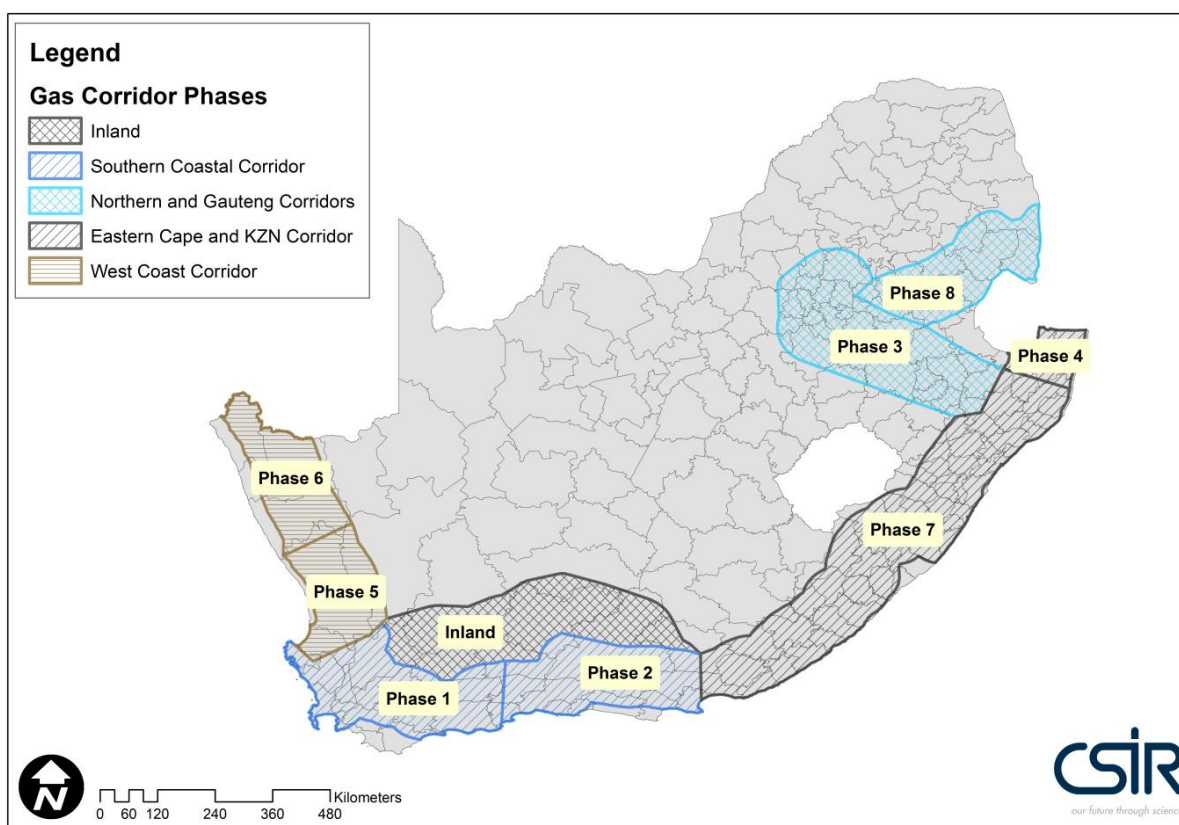 Legend
Gas Corridor Phases
Inland
Southern Coastal Corridor
Northern and Gauteng Corridors
Eastern Cape and KZN Corridor
West Coast Corridor
Phase 8
Phase 3
Phase 4
Phase 6
Phase 7
Phase 5
Inland
Phase 2
Phase 1
N
Kilometers
0 60 120 240 360 480
CSIR
our future through science